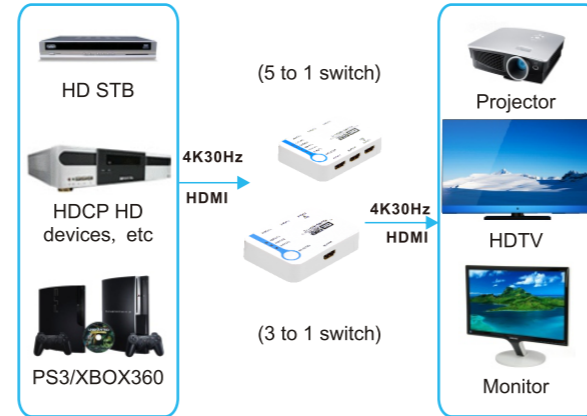 HD STB
HDCP HD
devices, etc
PS3/XBOX360
4K30Hz
HDMI
(5 to 1 switch)
(3 to 1 switch)
4K30Hz
HDMI
Projector
HDTV
Monitor